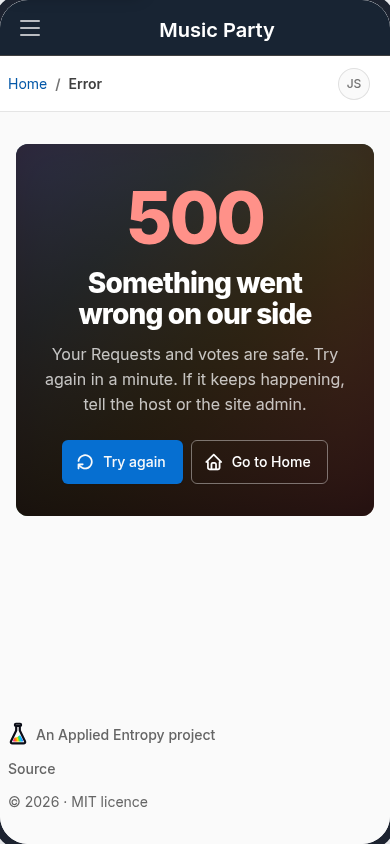 Music Party
Home / Error
JS
500
Something went
wrong on our side
Your Requests and votes are safe. Try
again in a minute. If it keeps happening,
tell the host or the site admin.
Try again
Go to Home
An Applied Entropy project
Source
© 2026 · MIT licence